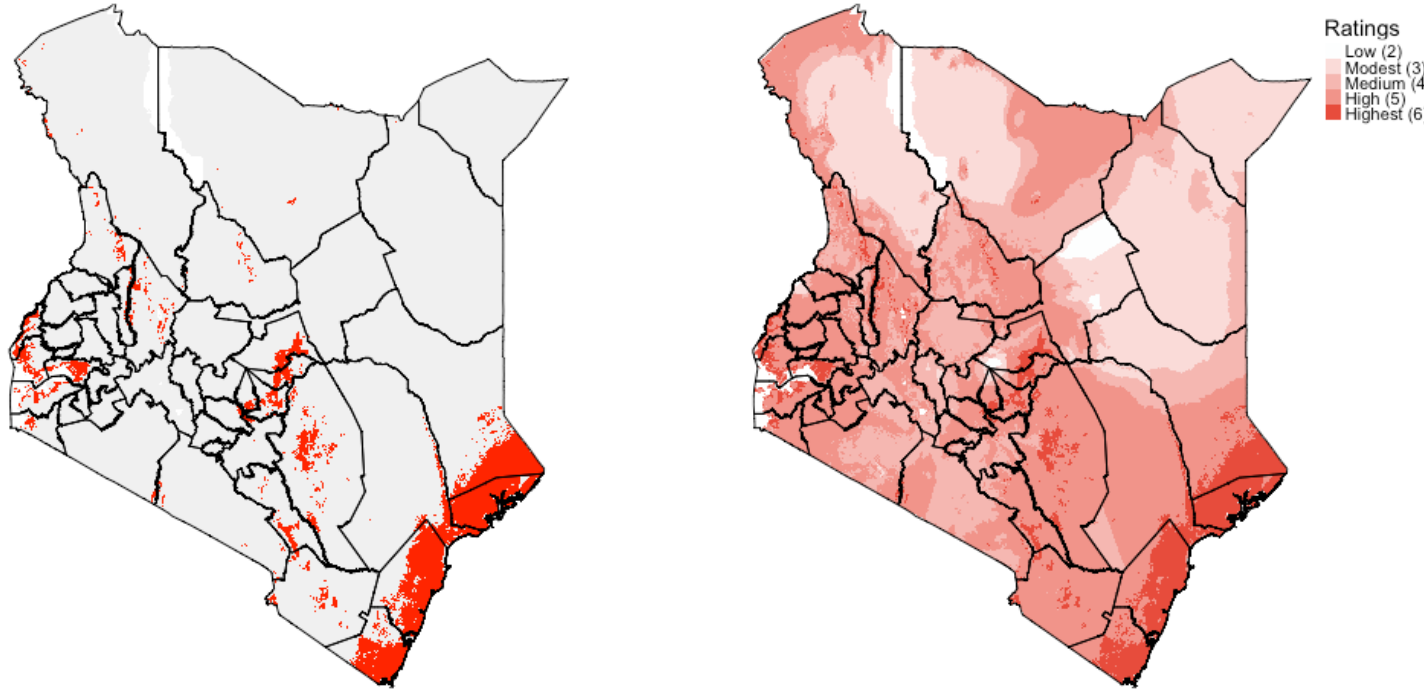 Ratings
Low (2)
Modest (3)
Medium (4
High (5)
Highest (6